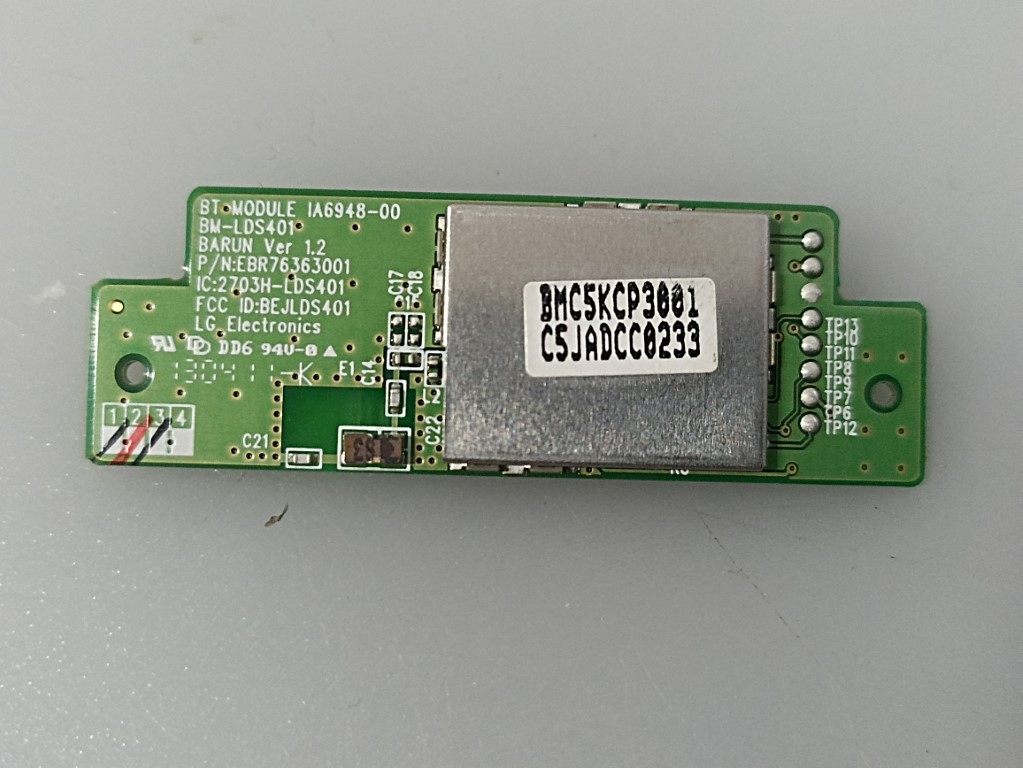 BT-MODULE IA6948-00
BM-LDS401
BARUN Ver 1.2
P/N:EBR76363001
IC:2703H-LDS401
FCC ID:BEJLDS401
LG Electronics
DD6 94V-0
130411-K
1 2 3 4
C17
C18
E1
C14
C21
C22
BMC5KCP3001
C5JADCC0233
TP13
TP10
TP11
TP8
TP9
TP7
CP6
TP12